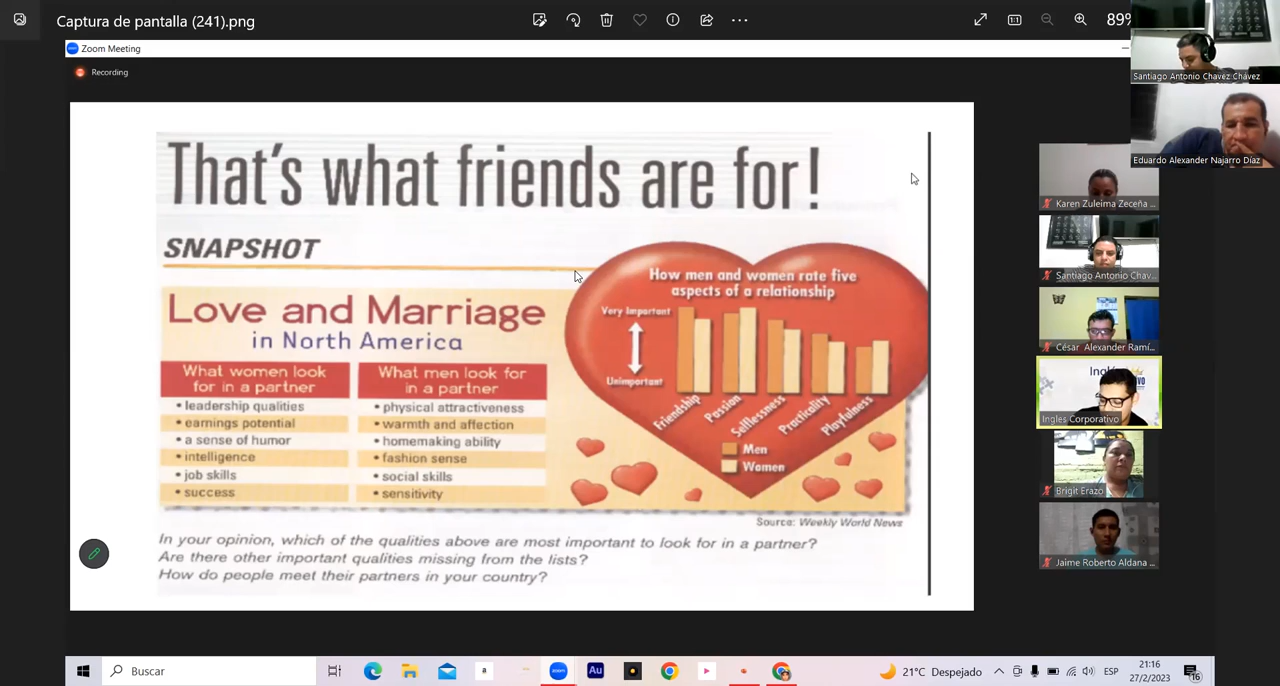 Captura de pantalla (241).png
89%
Zoom Meeting
Recording
That's what friends are for!
SNAPSHOT
Love and Marriage
in North America
What women look
for in a partner
• leadership qualities
• earnings potential
• a sense of humor
• intelligence
• job skills
• success
What men look for
in a partner
• physical attractiveness
• warmth and affection
• homemaking ability
• fashion sense
• social skills
• sensitivity
How men and women rate five
aspects of a relationship
Very Important
Unimportant
Friendship
Passion
Selflessness
Practicality
Playfulness
Men
Women
Source: Weekly World News
In your opinion, which of the qualities above are most important to look for in a partner?
Are there other important qualities missing from the lists?
How do people meet their partners in your country?
Santiago Antonio Chavez Chávez
Eduardo Alexander Najarro Díaz
Karen Zuleima Zeceña ...
Santiago Antonio Chav...
César Alexander Ramí...
Ingles Corporativo
Brigit Erazo
Jaime Roberto Aldana ...
Buscar
zoom
Au
21°C Despejado
ESP
21:16
27/2/2023
16